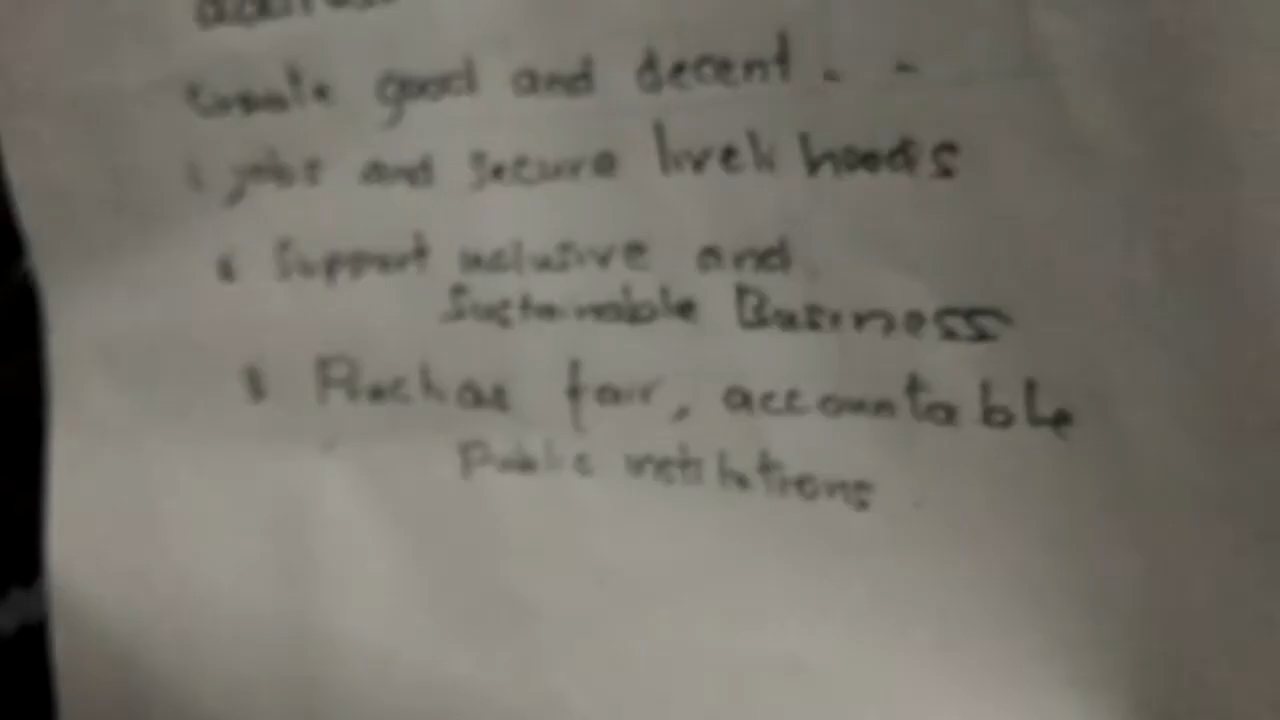 create good and decent - -
jobs and secure livelihoods
Support inclusive and
Sustainable Business
fair, accountable
Public institutions